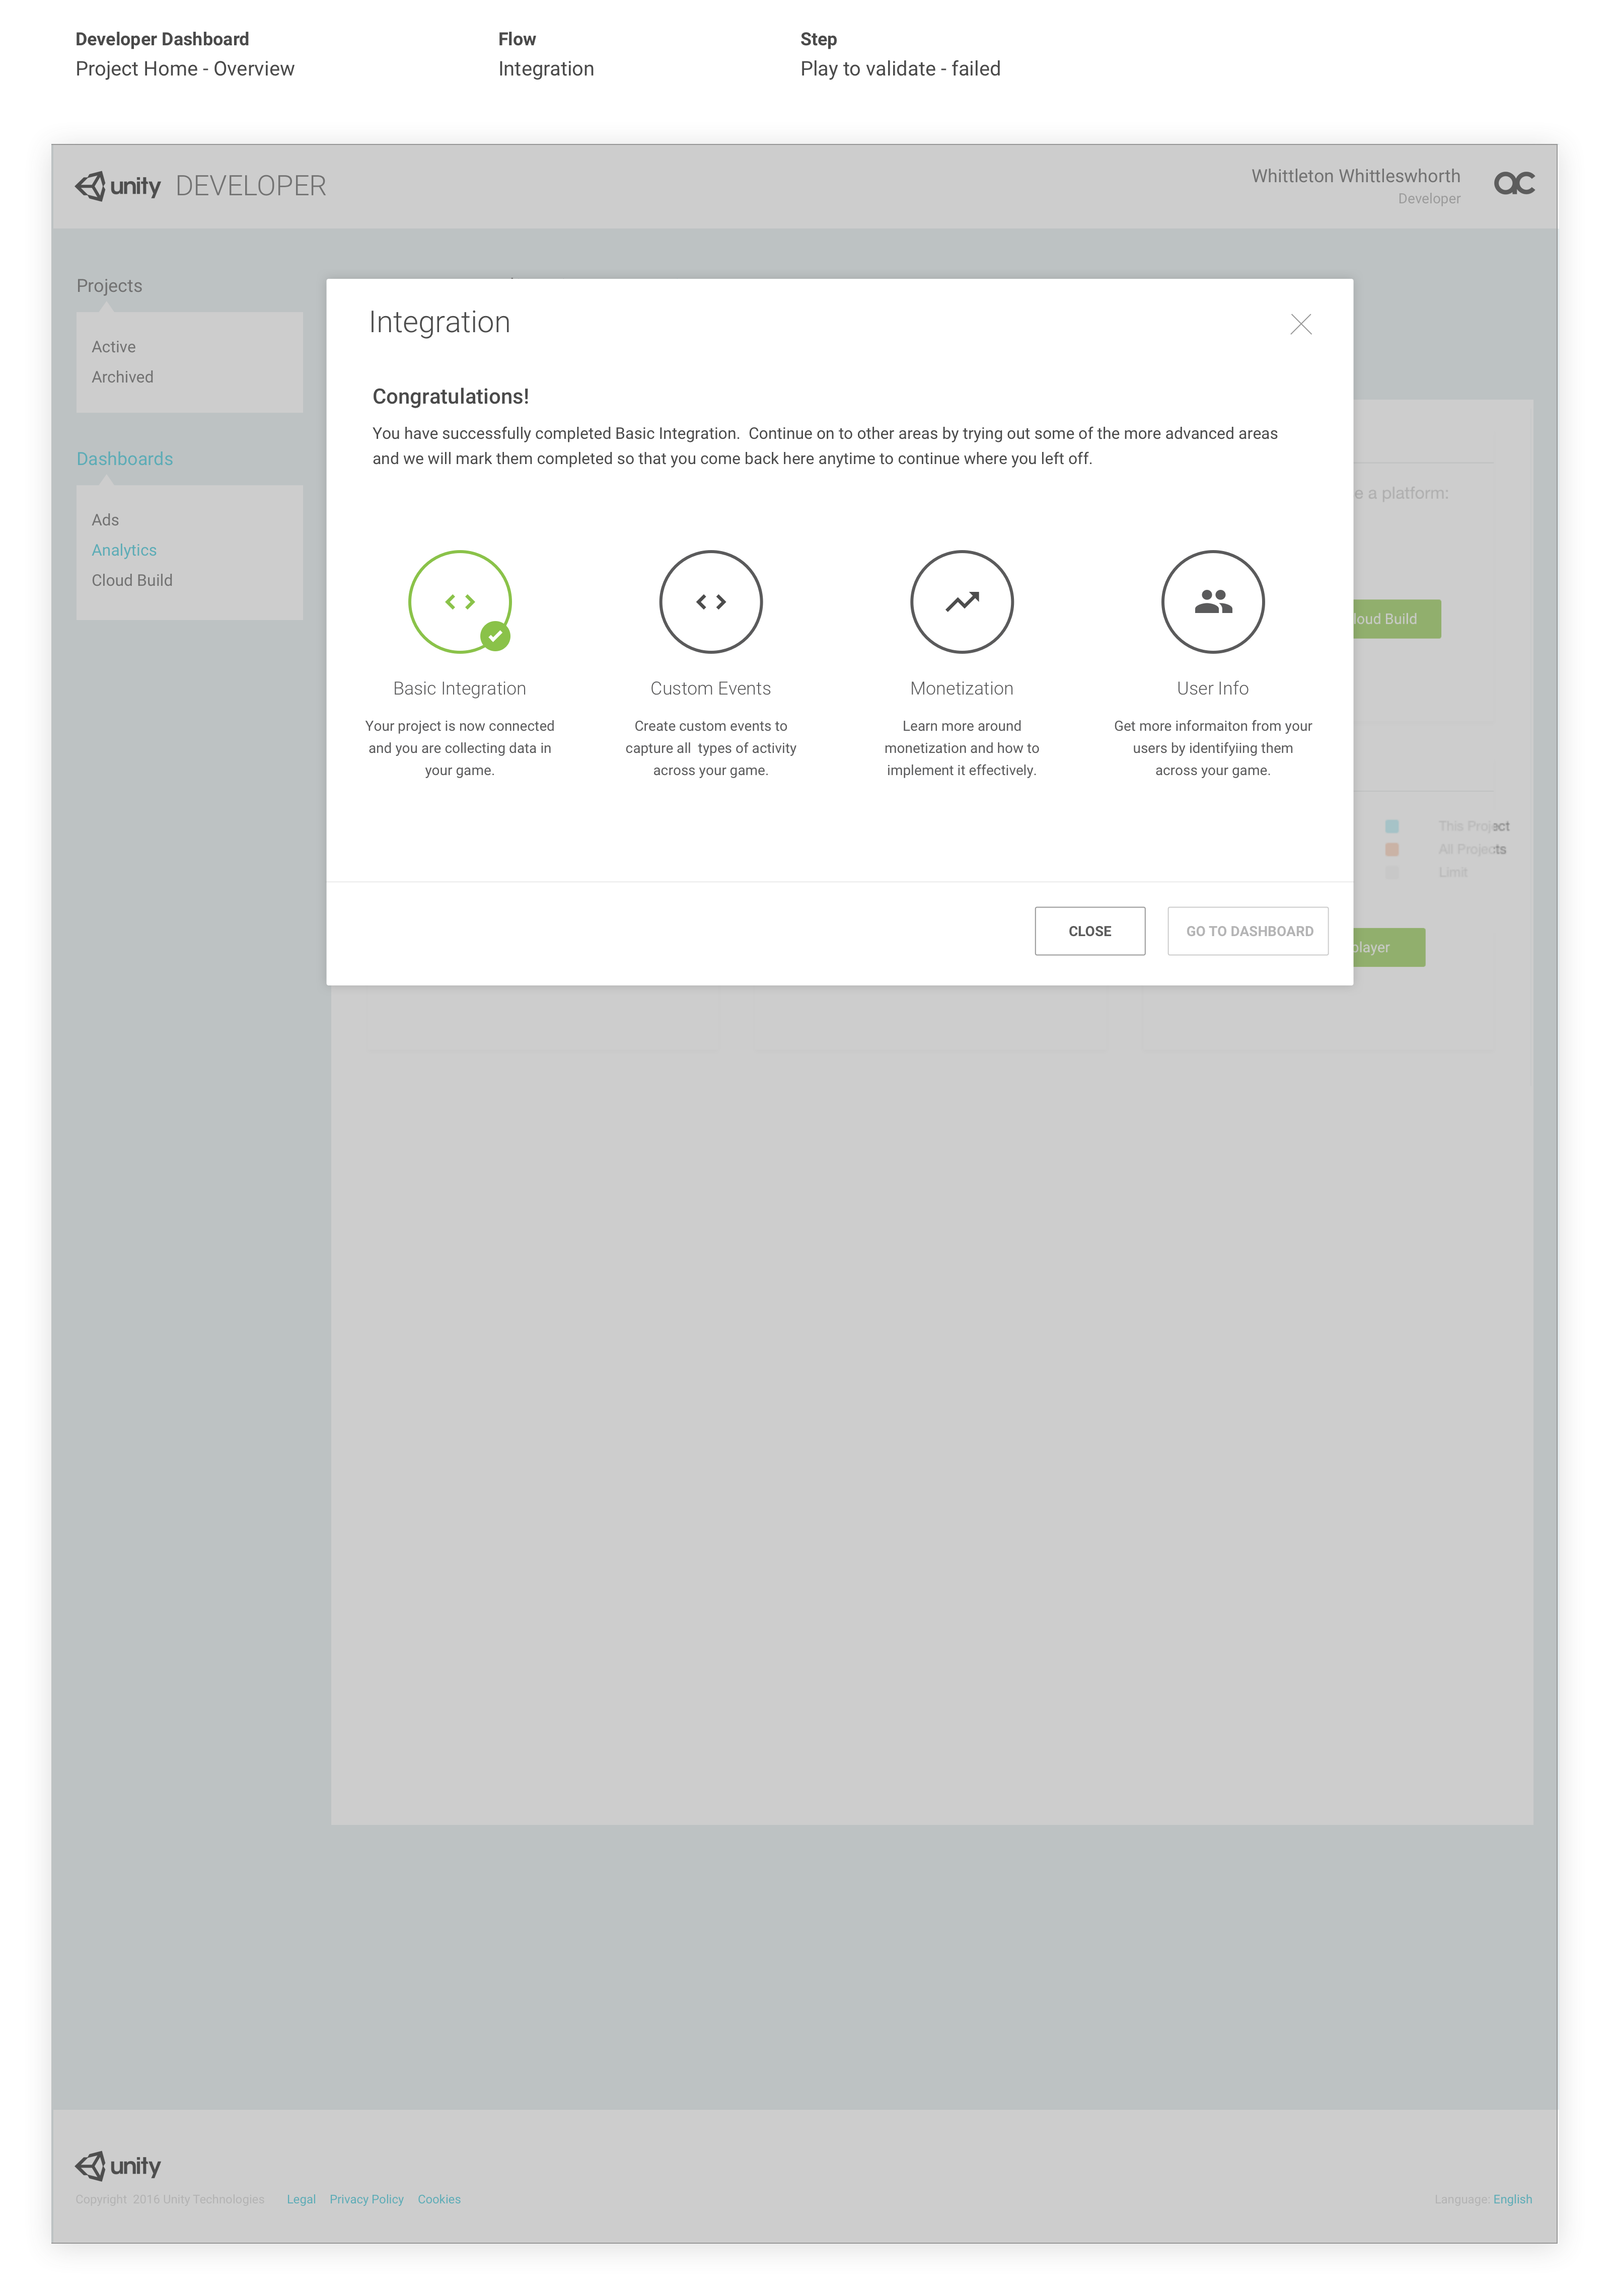 Developer Dashboard
Project Home - Overview
Flow
Integration
Step
Play to validate - failed
unity DEVELOPER
Whittleton Whittleswhorth
Developer
Projects
Active
Archived
Dashboards
Ads
Analytics
Cloud Build
Integration
Congratulations!
You have successfully completed Basic Integration.  Continue on to other areas by trying out some of the more advanced areas
and we will mark them completed so that you come back here anytime to continue where you left off.
Basic Integration
Your project is now connected
and you are collecting data in
your game.
Custom Events
Create custom events to
capture all  types of activity
across your game.
Monetization
Learn more around
monetization and how to
implement it effectively.
User Info
Get more informaiton from your
users by identifyiing them
across your game.
CLOSE
GO TO DASHBOARD
a platform:
Build
This Project
All Projects
Limit
unity
Copyright  2016 Unity Technologies
Legal
Privacy Policy
Cookies
Language: English